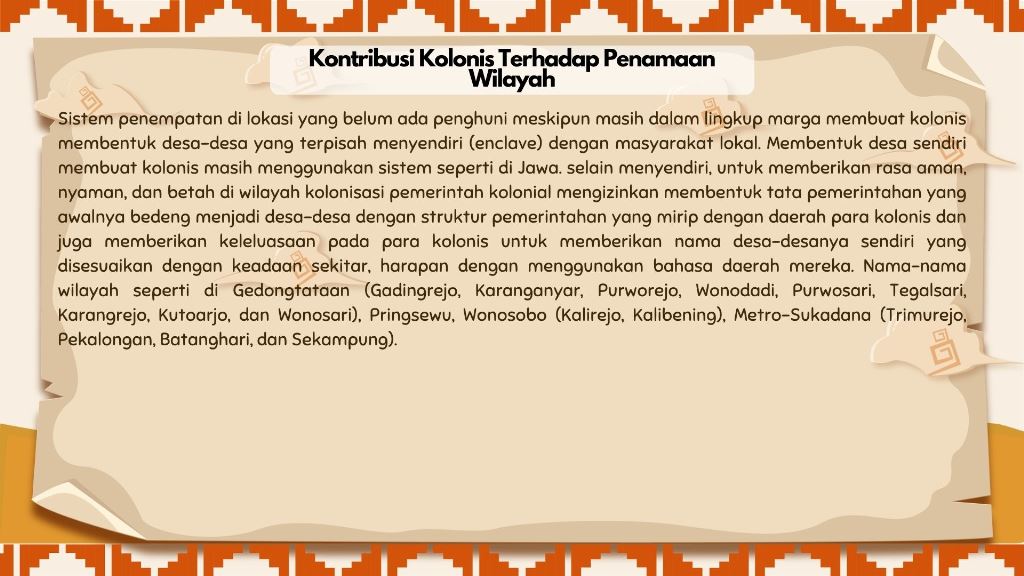 Kontribusi Kolonis Terhadap Penamaan
Wilayah
Sistem penempatan di lokasi yang belum ada penghuni meskipun masih dalam lingkup marga membuat kolonis
membentuk desa-desa yang terpisah menyendiri (enclave) dengan masyarakat lokal. Membentuk desa sendiri
membuat kolonis masih menggunakan sistem seperti di Jawa. selain menyendiri, untuk memberikan rasa aman,
nyaman, dan betah di wilayah kolonisasi pemerintah kolonial mengizinkan membentuk tata pemerintahan yang
awalnya bedeng menjadi desa-desa dengan struktur pemerintahan yang mirip dengan daerah para kolonis dan
juga memberikan keleluasaan pada para kolonis untuk memberikan nama desa-desanya sendiri yang
disesuaikan dengan keadaan sekitar, harapan dengan menggunakan bahasa daerah mereka. Nama-nama
wilayah seperti di Gedongtataan (Gadingrejo, Karanganyar, Purworejo, Wonodadi, Purwosari, Tegalsari,
Karangrejo, Kutoarjo, dan Wonosari), Pringsewu, Wonosobo (Kalirejo, Kalibening), Metro-Sukadana (Trimurejo,
Pekalongan, Batanghari, dan Sekampung).